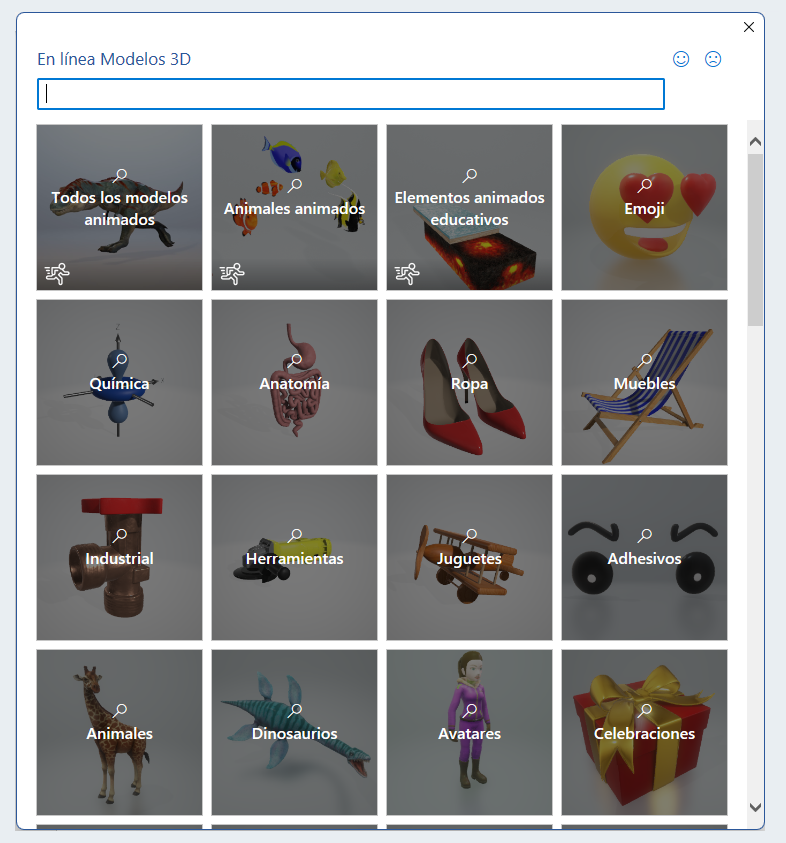 En línea Modelos 3D
Todos los modelos
animados
Animales animados
Elementos animados
educativos
Emoji
Química
Anatomía
Ropa
Muebles
Industrial
Herramientas
Juguetes
Adhesivos
Animales
Dinosaurios
Avatares
Celebraciones